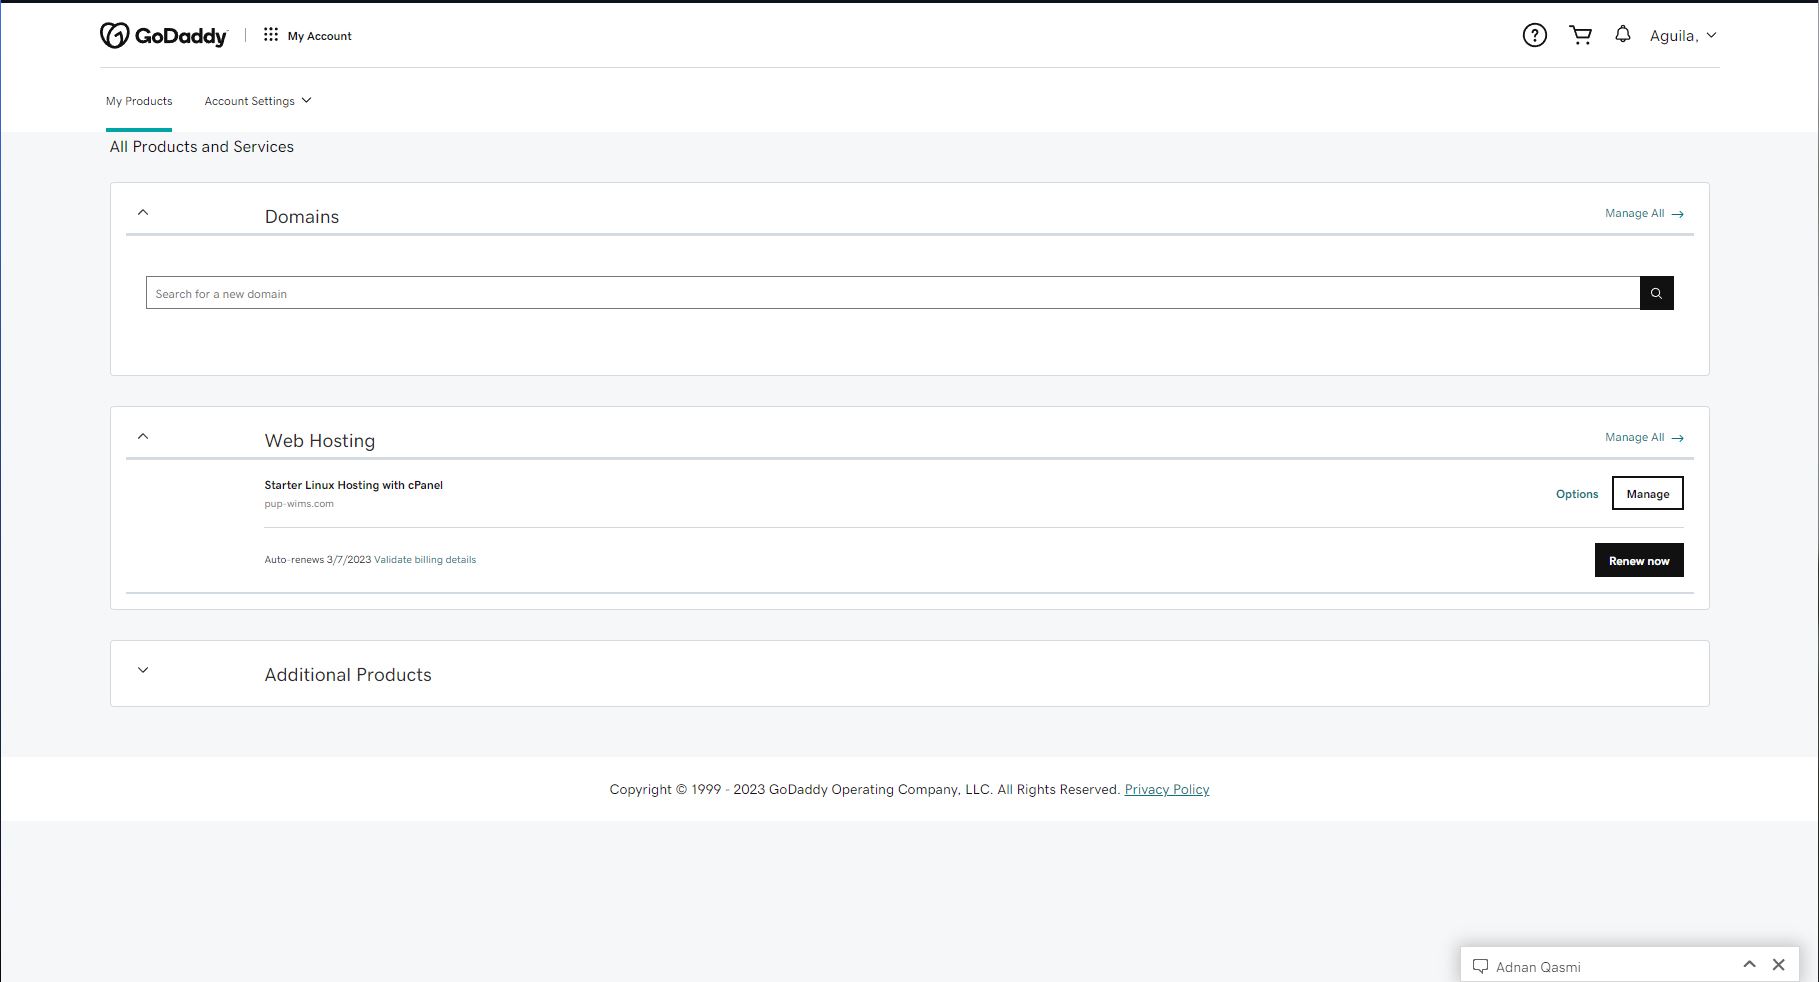 GoDaddy My Account Aguila,
My Products Account Settings
All Products and Services
Domains Manage All →
Search for a new domain
Web Hosting Manage All →
Starter Linux Hosting with cPanel
pup-wims.com
Options Manage
Auto-renews 3/7/2023 Validate billing details Renew now
Additional Products
Copyright © 1999 - 2023 GoDaddy Operating Company, LLC. All Rights Reserved. Privacy Policy
Adnan Qasmi